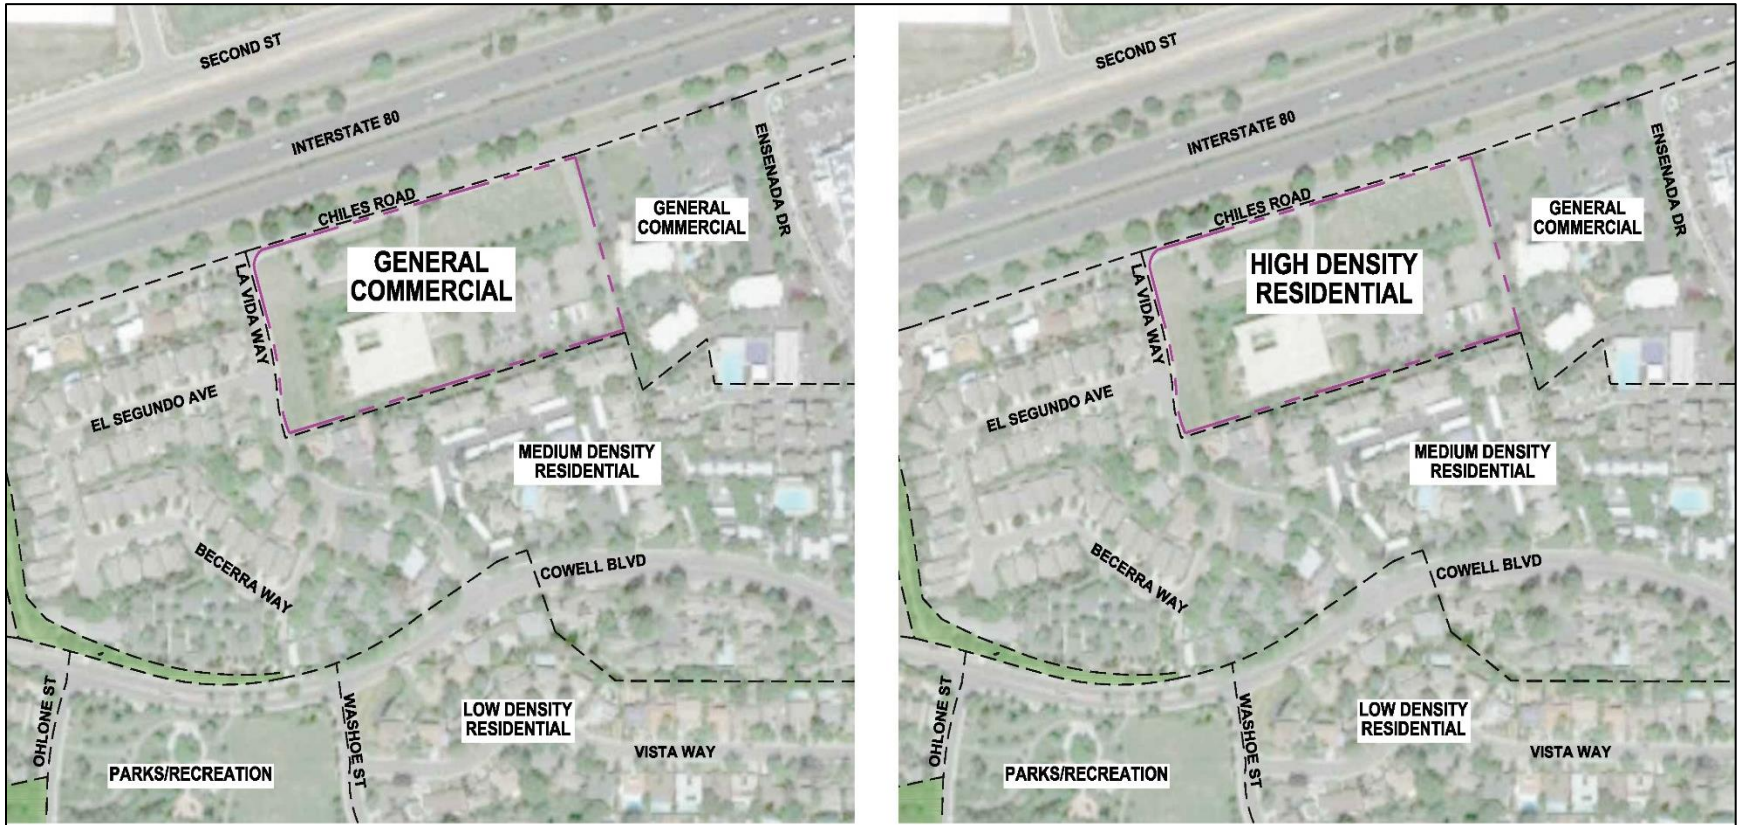 SECOND ST
INTERSTATE 80
ENSENADA DR
CHILES ROAD
GENERAL
COMMERCIAL
GENERAL
COMMERCIAL
LA VIDA WAY
EL SEGUNDO AVE
MEDIUM DENSITY
RESIDENTIAL
BECERRA WAY
COWELL BLVD
OHLONE ST
WASHOE ST
LOW DENSITY
RESIDENTIAL
VISTA WAY
PARKS/RECREATION
SECOND ST
INTERSTATE 80
ENSENADA DR
CHILES ROAD
GENERAL
COMMERCIAL
HIGH DENSITY
RESIDENTIAL
LA VIDA WAY
EL SEGUNDO AVE
MEDIUM DENSITY
RESIDENTIAL
BECERRA WAY
COWELL BLVD
OHLONE ST
WASHOE ST
LOW DENSITY
RESIDENTIAL
VISTA WAY
PARKS/RECREATION